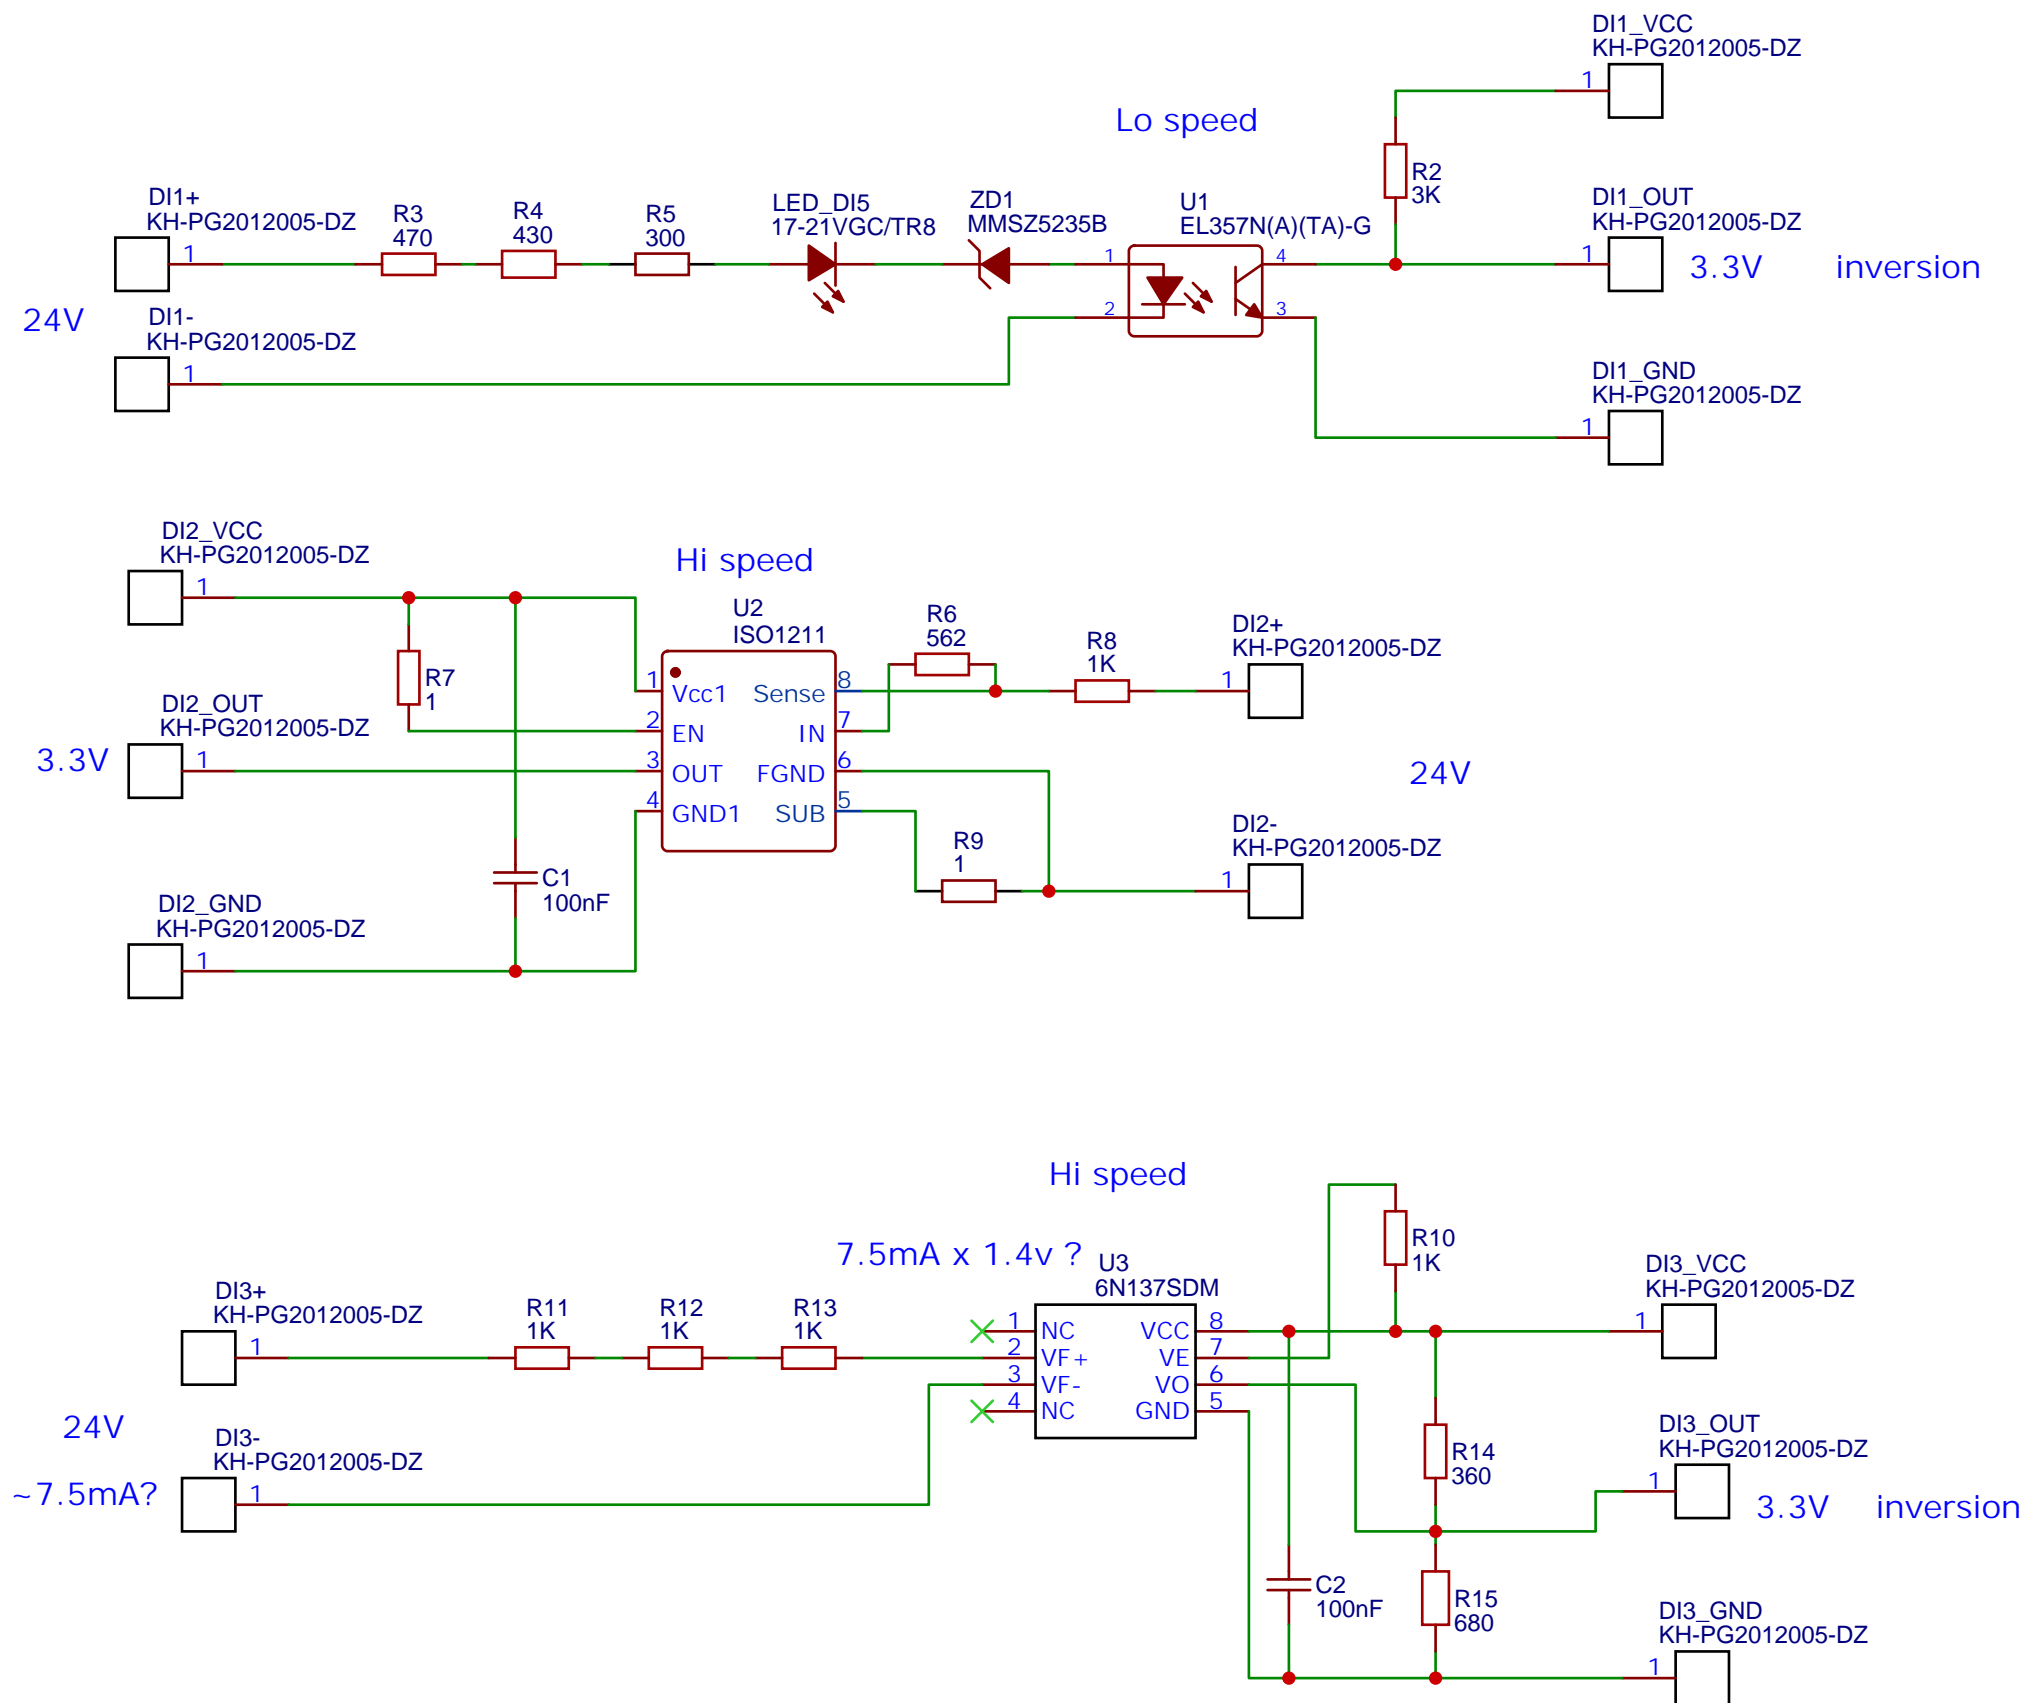 DI1_VCC
KH-PG2012005-DZ
1
Lo speed
R2
3K
DI1+
KH-PG2012005-DZ
1
R3
470
R4
430
R5
300
LED_DI5
17-21VGC/TR8
ZD1
MMSZ5235B
U1
EL357N(A)(TA)-G
1
2
4
3
DI1_OUT
KH-PG2012005-DZ
1
3.3V
inversion
24V
DI1-
KH-PG2012005-DZ
1
DI1_GND
KH-PG2012005-DZ
1
DI2_VCC
KH-PG2012005-DZ
1
Hi speed
U2
ISO1211
1 Vcc1 Sense 8
2 EN IN 7
3 OUT FGND 6
4 GND1 SUB 5
R6
562
R8
1K
DI2+
KH-PG2012005-DZ
1
R7
1
DI2_OUT
KH-PG2012005-DZ
1
3.3V
24V
R9
1
DI2-
KH-PG2012005-DZ
1
C1
100nF
DI2_GND
KH-PG2012005-DZ
1
Hi speed
7.5mA x 1.4v ?
U3
6N137SDM
1 NC VCC 8
2 VF+ VE 7
3 VF- VO 6
4 NC GND 5
R10
1K
DI3_VCC
KH-PG2012005-DZ
1
DI3+
KH-PG2012005-DZ
1
R11
1K
R12
1K
R13
1K
24V
DI3-
KH-PG2012005-DZ
1
~7.5mA?
R14
360
DI3_OUT
KH-PG2012005-DZ
1
3.3V
inversion
C2
100nF
R15
680
DI3_GND
KH-PG2012005-DZ
1